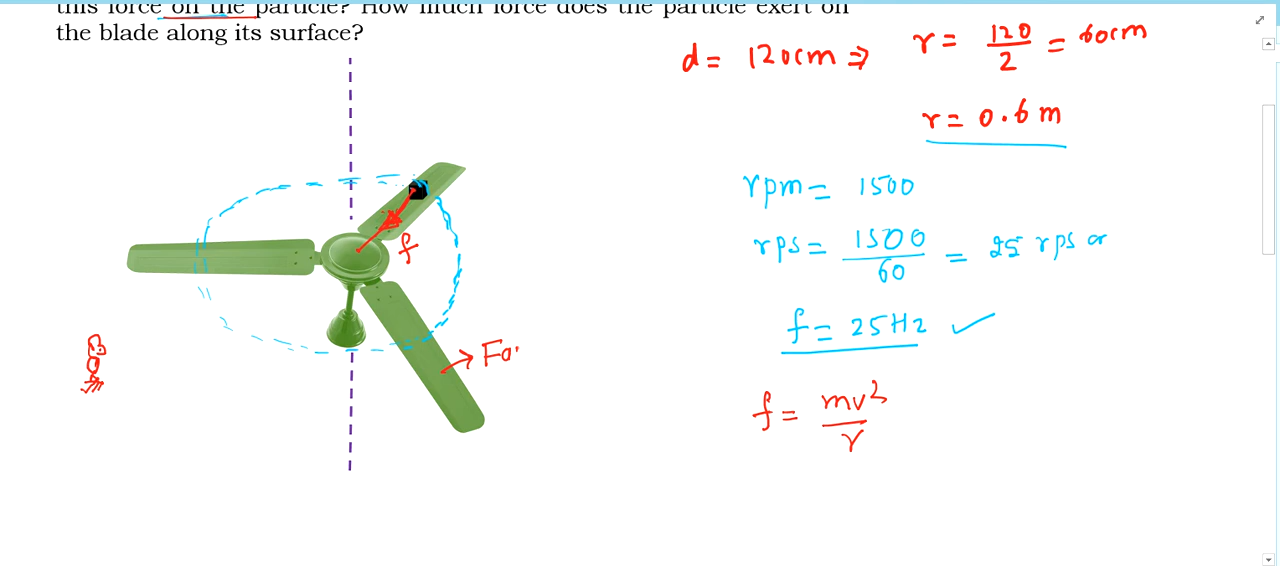 this force on the particle? How much force does the particle exert on
the blade along its surface?
d = 120cm ⇒ r = 120/2 = 60cm
r = 0.6 m
rpm = 1500
rps = 1500/60 = 25 rps or
f = 25Hz ✓
f
→ Fan
f = mv²/r